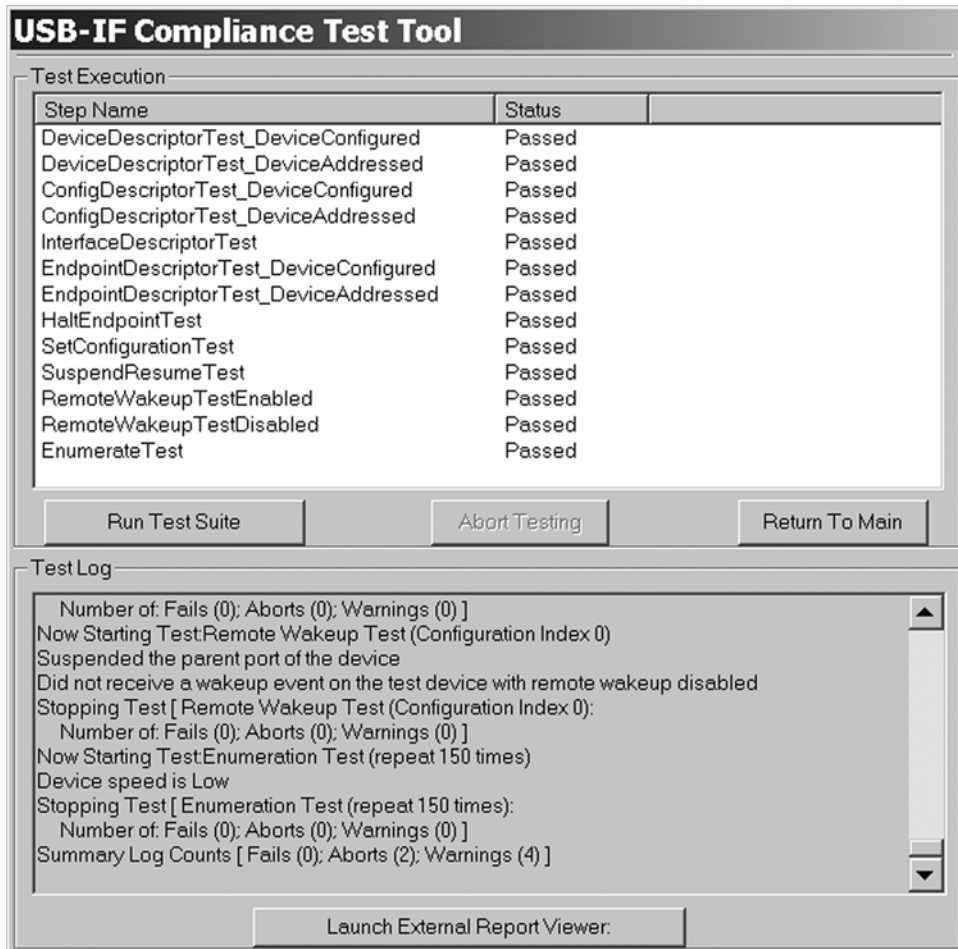 USB-IF Compliance Test Tool
Test Execution
Step Name Status
DeviceDescriptorTest_DeviceConfigured Passed
DeviceDescriptorTest_DeviceAddressed Passed
ConfigDescriptorTest_DeviceConfigured Passed
ConfigDescriptorTest_DeviceAddressed Passed
InterfaceDescriptorTest Passed
EndpointDescriptorTest_DeviceConfigured Passed
EndpointDescriptorTest_DeviceAddressed Passed
HaltEndpointTest Passed
SetConfigurationTest Passed
SuspendResumeTest Passed
RemoteWakeupTestEnabled Passed
RemoteWakeupTestDisabled Passed
EnumerateTest Passed
Run Test Suite Abort Testing Return To Main
Test Log
Number of: Fails (0); Aborts (0); Warnings (0) ]
Now Starting Test:Remote Wakeup Test (Configuration Index 0)
Suspended the parent port of the device
Did not receive a wakeup event on the test device with remote wakeup disabled
Stopping Test [ Remote Wakeup Test (Configuration Index 0):
Number of: Fails (0); Aborts (0); Warnings (0) ]
Now Starting Test:Enumeration Test (repeat 150 times)
Device speed is Low
Stopping Test [ Enumeration Test (repeat 150 times):
Number of: Fails (0); Aborts (0); Warnings (0) ]
Summary Log Counts [ Fails (0); Aborts (2); Warnings (4) ]
Launch External Report Viewer: